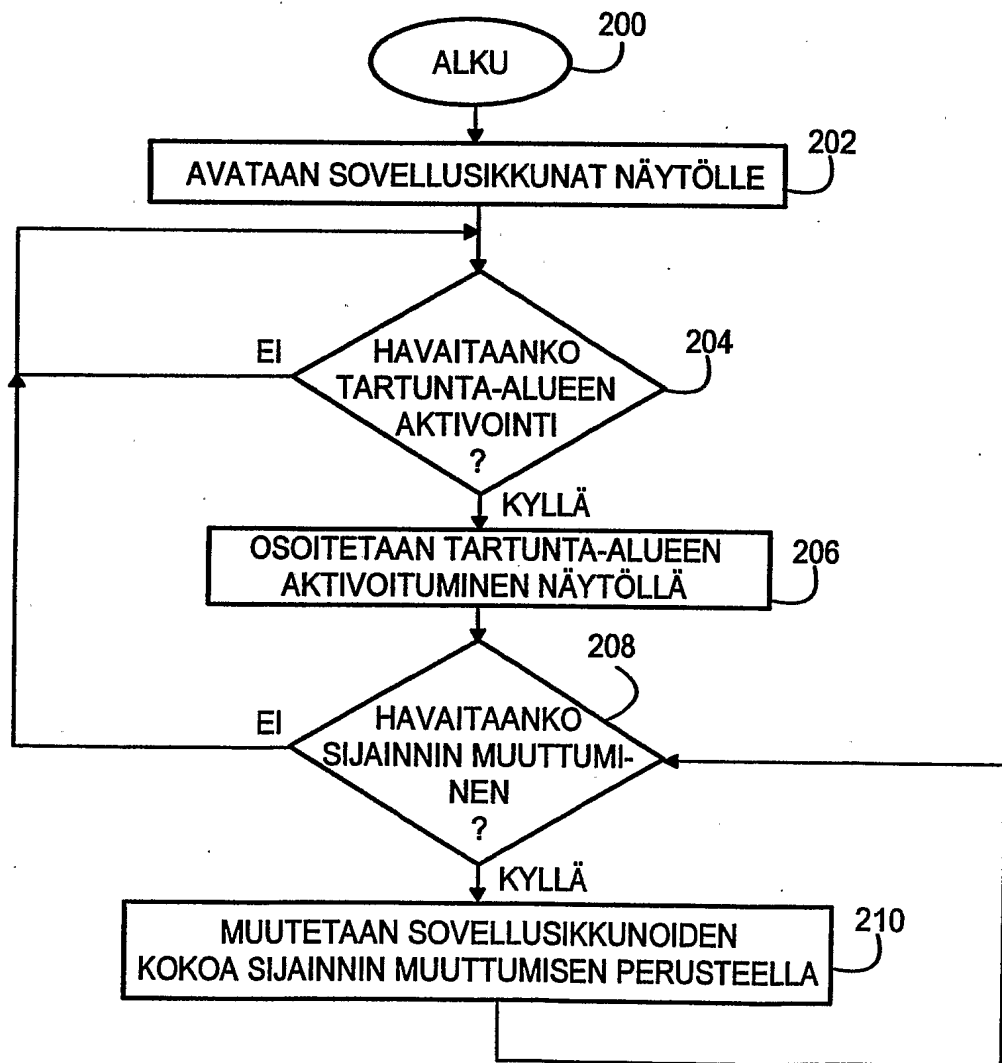 200
ALKU
202
AVATAAN SOVELLUSIKKUNAT NÄYTÖLLE
204
EI
HAVAITAANKO
TARTUNTA-ALUEEN
AKTIVOINTI
?
KYLLÄ
OSOITETAAN TARTUNTA-ALUEEN
AKTIVOITUMINEN NÄYTÖLLÄ
206
208
EI
HAVAITAANKO
SIJAINNIN MUUTTUMI-
NEN
?
KYLLÄ
MUUTETAAN SOVELLUSIKKUNOIDEN
KOKOA SIJAINNIN MUUTTUMISEN PERUSTEELLA
210